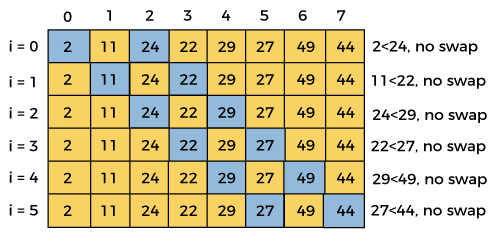 0 1 2 3 4 5 6 7
i = 0 2 11 24 22 29 27 49 44 2<24, no swap
i = 1 2 11 24 22 29 27 49 44 11<22, no swap
i = 2 2 11 24 22 29 27 49 44 24<29, no swap
i = 3 2 11 24 22 29 27 49 44 22<27, no swap
i = 4 2 11 24 22 29 27 49 44 29<49, no swap
i = 5 2 11 24 22 29 27 49 44 27<44, no swap